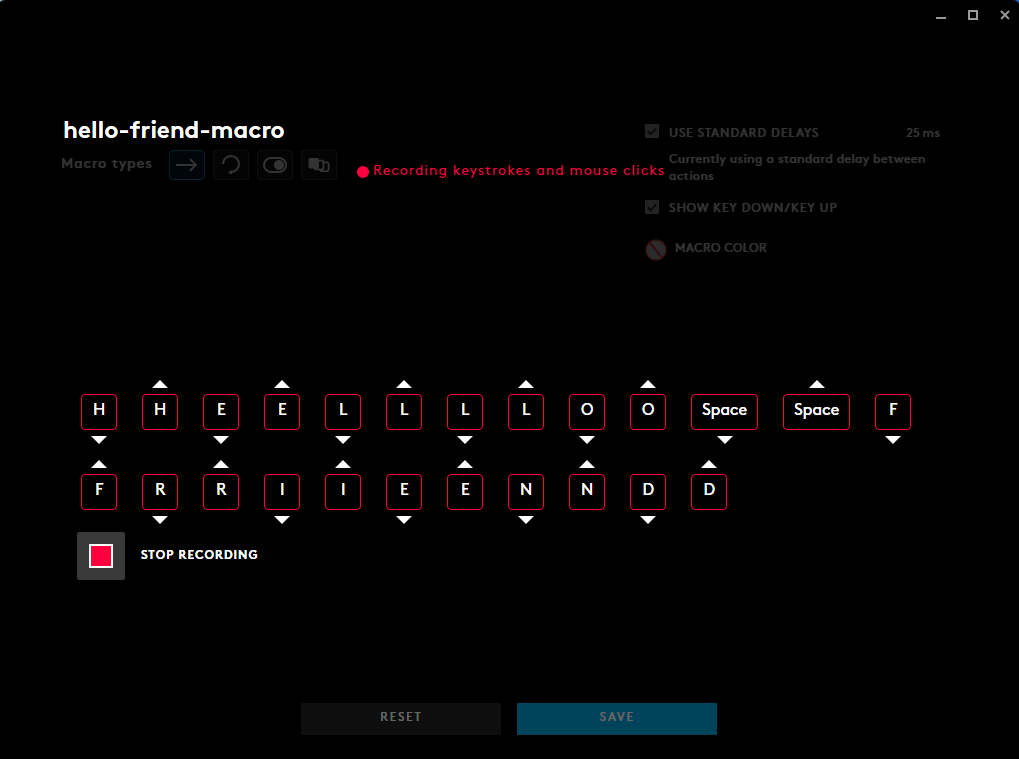 hello-friend-macro
Macro types
Recording keystrokes and mouse clicks
USE STANDARD DELAYS 25 ms
Currently using a standard delay between
actions
SHOW KEY DOWN/KEY UP
MACRO COLOR
H H E E L L L L O O Space Space F
F R R I I E E N N D D
STOP RECORDING
RESET SAVE